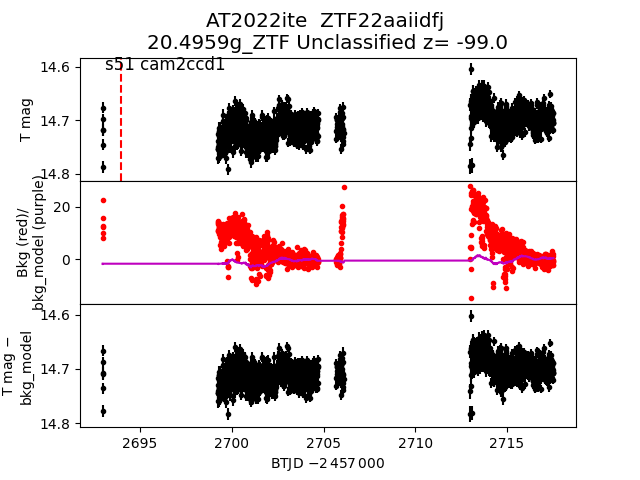 AT2022ite  ZTF22aaiidfj
20.4959g_ZTF Unclassified z= -99.0
s51 cam2ccd1
14.6
14.7
14.8
T mag
20
0
Bkg (red)/
bkg_model (purple)
14.6
14.7
14.8
T mag −
bkg_model
2695 2700 2705 2710 2715
BTJD −2 457 000